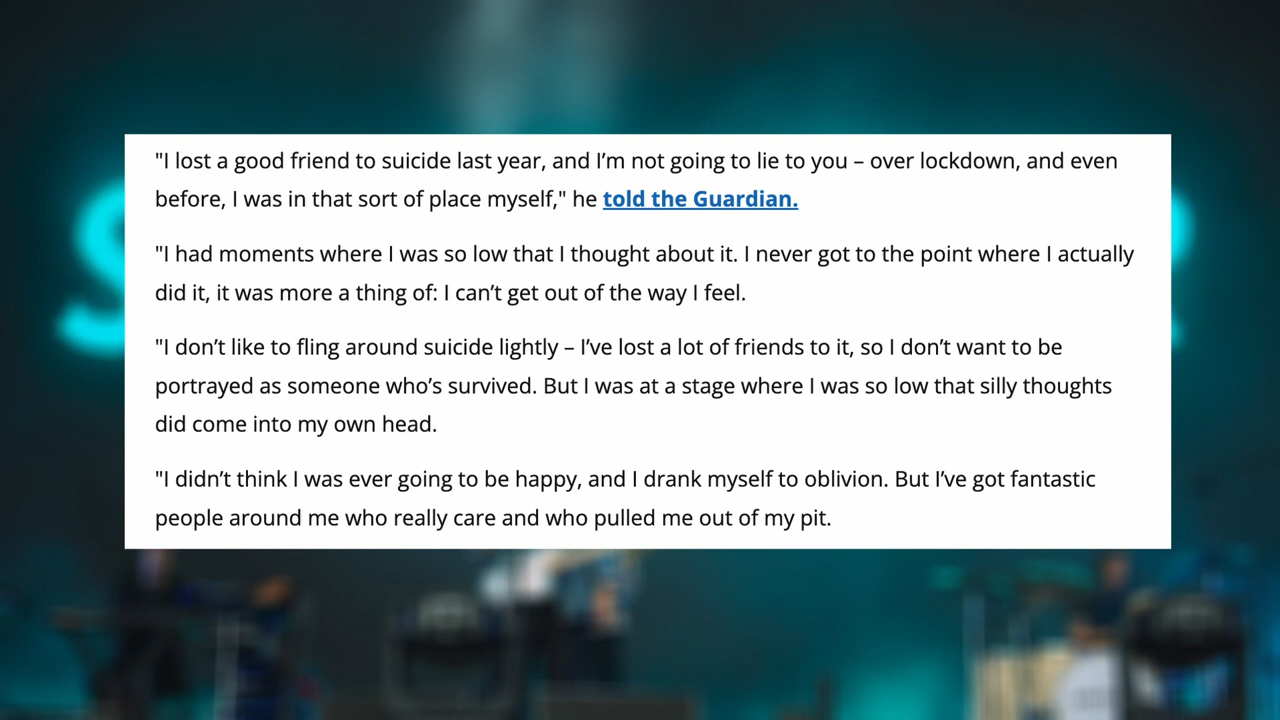 "I lost a good friend to suicide last year, and I’m not going to lie to you – over lockdown, and even
before, I was in that sort of place myself," he told the Guardian.
"I had moments where I was so low that I thought about it. I never got to the point where I actually
did it, it was more a thing of: I can’t get out of the way I feel.
"I don’t like to fling around suicide lightly – I’ve lost a lot of friends to it, so I don’t want to be
portrayed as someone who’s survived. But I was at a stage where I was so low that silly thoughts
did come into my own head.
"I didn’t think I was ever going to be happy, and I drank myself to oblivion. But I’ve got fantastic
people around me who really care and who pulled me out of my pit.